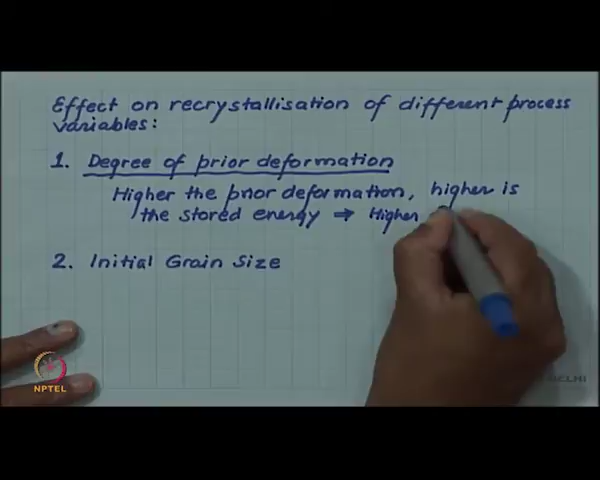 Effect on recrystallisation of different process
variables:
1. Degree of prior deformation
Higher the prior deformation, higher is
the stored energy ⇒ Higher
2. Initial Grain Size
NPTEL